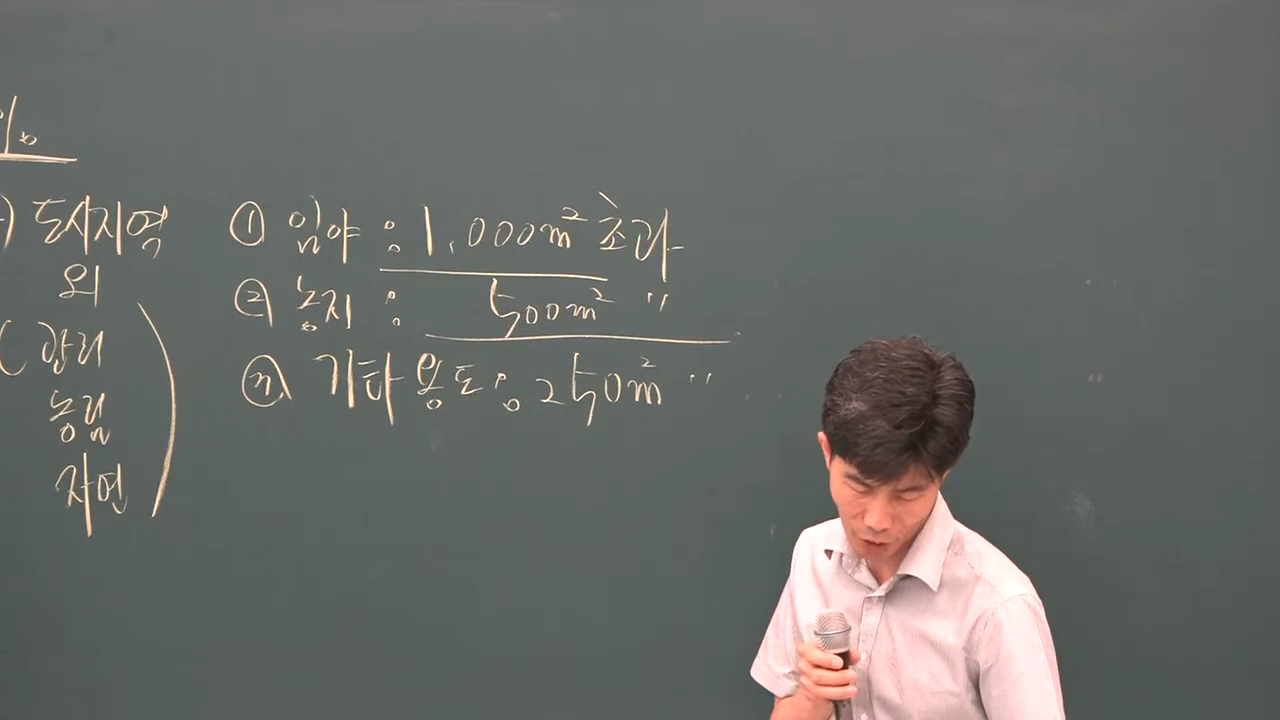 도시지역
외
(관리
농림
자연)
① 임야 : 1,000m² 초과
② 농지 : 500m² "
③ 기타용도 : 250m² "